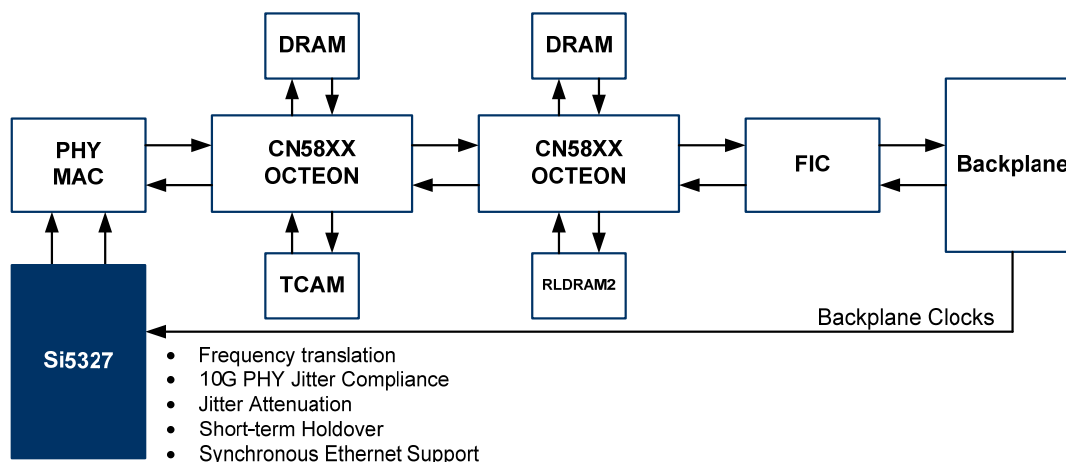 DRAM
DRAM
PHY
MAC
CN58XX
OCTEON
CN58XX
OCTEON
FIC
Backplane
TCAM
RLDRAM2
Backplane Clocks
Si5327
• Frequency translation
• 10G PHY Jitter Compliance
• Jitter Attenuation
• Short-term Holdover
• Synchronous Ethernet Support